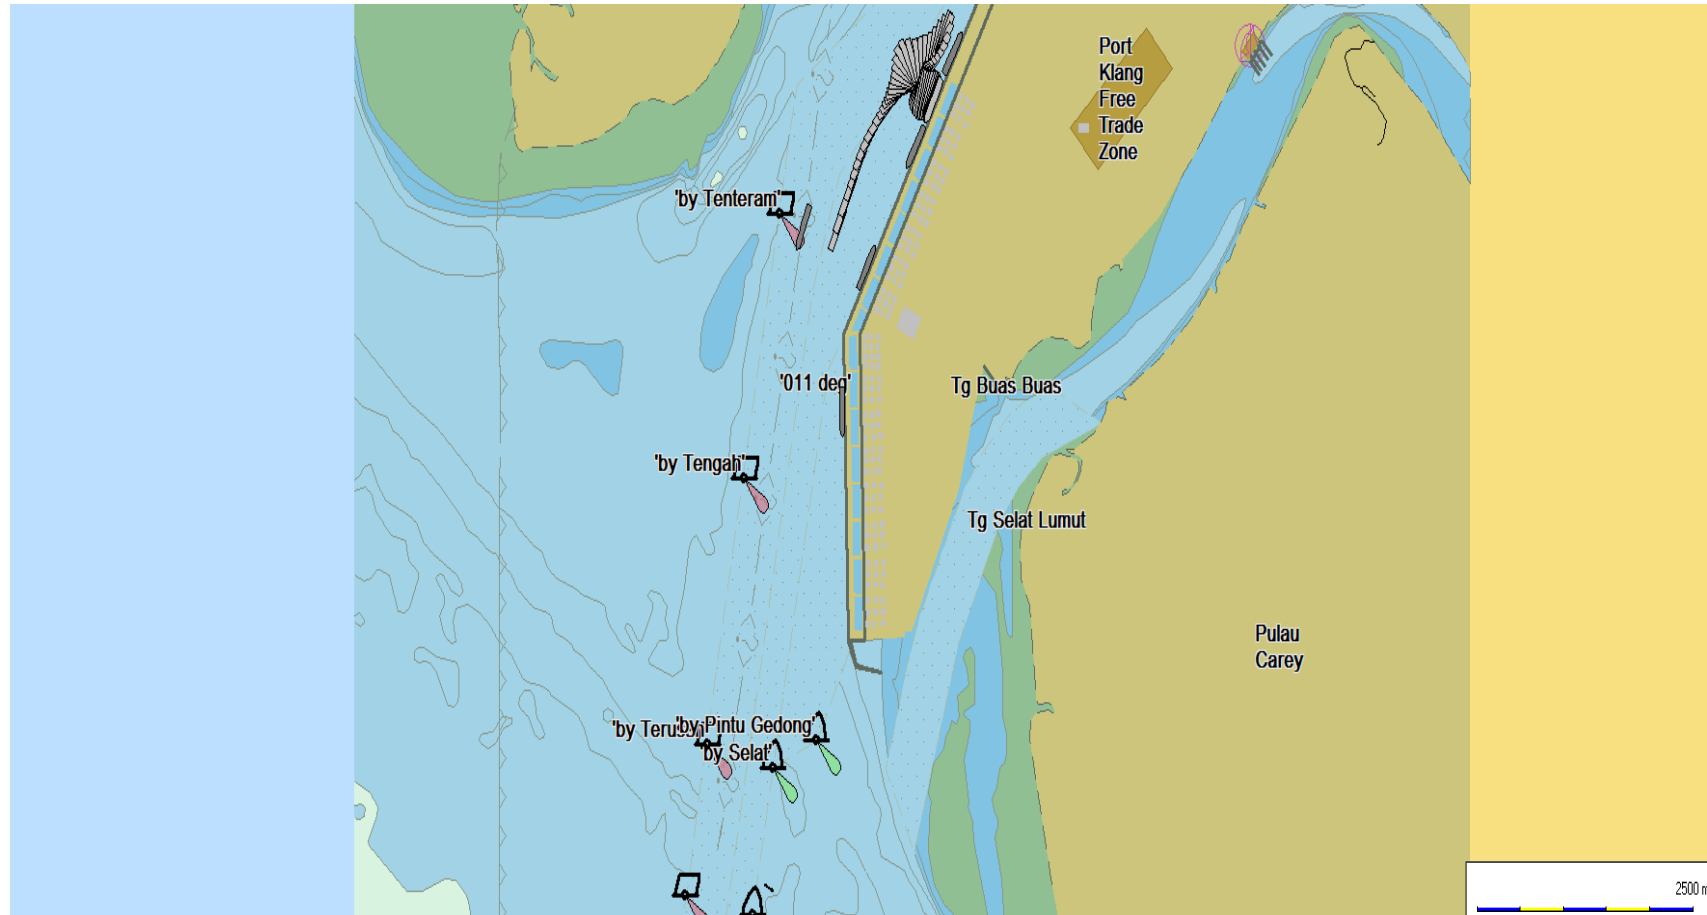 Port
Klang
Free
Trade
Zone
'by Tenteram'
'011 deg'
Tg Buas Buas
'by Tengah'
Tg Selat Lumut
Pulau
Carey
'by Pintu Gedong'
'by Selat'
2500 m